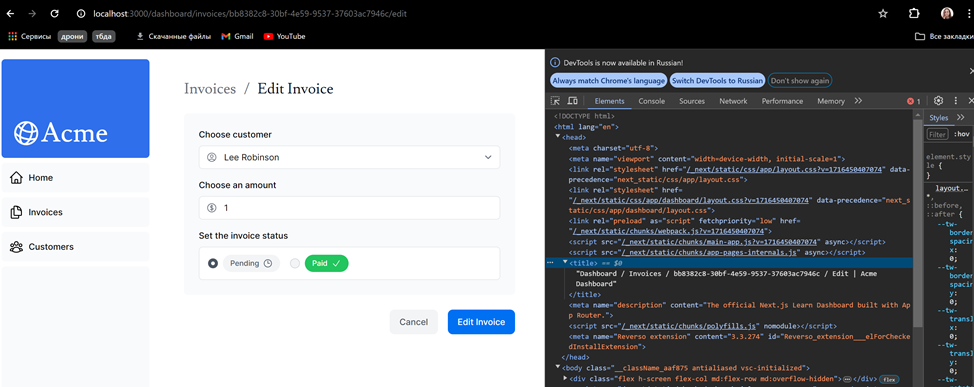 localhost:3000/dashboard/invoices/bb8382c8-30bf-4e59-9537-37603ac7946c/edit
Сервисы дрони тбда Скачанные файлы Gmail YouTube Все закладки
Acme
Home
Invoices
Customers
Invoices / Edit Invoice
Choose customer
Lee Robinson
Choose an amount
1
Set the invoice status
Pending Paid
Cancel Edit Invoice
DevTools is now available in Russian!
Always match Chrome's language Switch DevTools to Russian Don't show again
Elements Console Sources Network Performance Memory 1
<!DOCTYPE html>
<html lang="en">
<head>
<meta charset="utf-8">
<meta name="viewport" content="width=device-width, initial-scale=1">
<link rel="stylesheet" href="/_next/static/css/app/layout.css?v=1716450407074" data-
precedence="next_static/css/app/layout.css">
<link rel="stylesheet" href=
"/_next/static/css/app/dashboard/layout.css?v=1716450407074" data-precedence="next_st
atic/css/app/dashboard/layout.css">
<link rel="preload" as="script" fetchpriority="low" href=
"/_next/static/chunks/webpack.js?v=1716450407074">
<script src="/_next/static/chunks/main-app.js?v=1716450407074" async></script>
<script src="/_next/static/chunks/app-pages-internals.js" async></script>
<title> == $0
"Dashboard / Invoices / bb8382c8-30bf-4e59-9537-37603ac7946c / Edit | Acme
Dashboard"
</title>
<meta name="description" content="The official Next.js Learn Dashboard built with Ap
p Router.">
<script src="/_next/static/chunks/polyfills.js" nomodule></script>
<meta name="Reverso extension" content="3.3.274" id="Reverso_extension___elForChecke
dInstallExtension">
</head>
<body class="__className_aaf875 antialiased vsc-initialized">
<div class="flex h-screen flex-col md:flex-row md:overflow-hidden"> </div> flex
Styles
Filter :hov
element.sty
le {
}
layout.…
*,
::before,
::after {
--tw-
border-
spacing-
x:
0;
--tw-
border-
spacing-
y:
0;
--tw-
transl
x:
0;
--tw-
transl
y:
0;